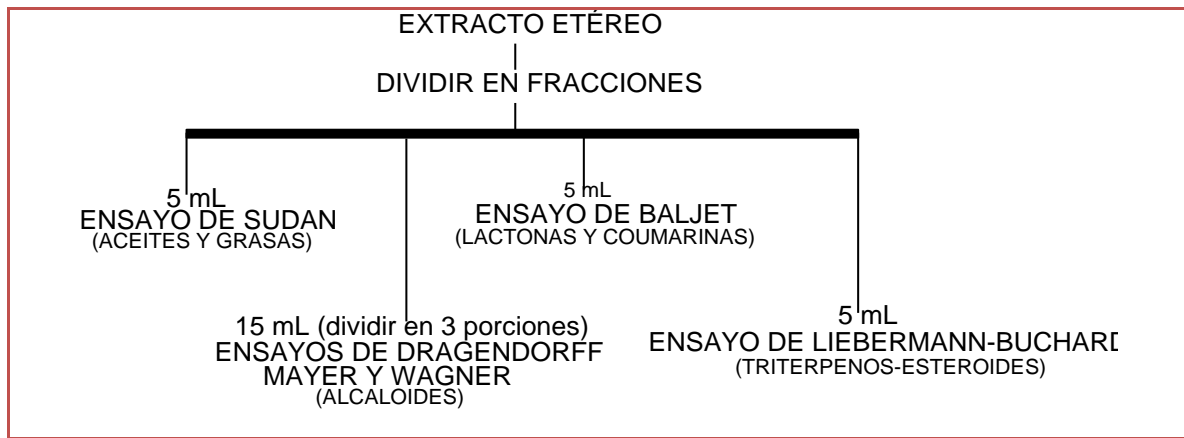 EXTRACTO ETÉREO
DIVIDIR EN FRACCIONES
5 mL
ENSAYO DE SUDAN
(ACEITES Y GRASAS)
5 mL
ENSAYO DE BALJET
(LACTONAS Y COUMARINAS)
15 mL (dividir en 3 porciones)
ENSAYOS DE DRAGENDORFF
MAYER Y WAGNER
(ALCALOIDES)
5 mL
ENSAYO DE LIEBERMANN-BUCHARD
(TRITERPENOS-ESTEROIDES)